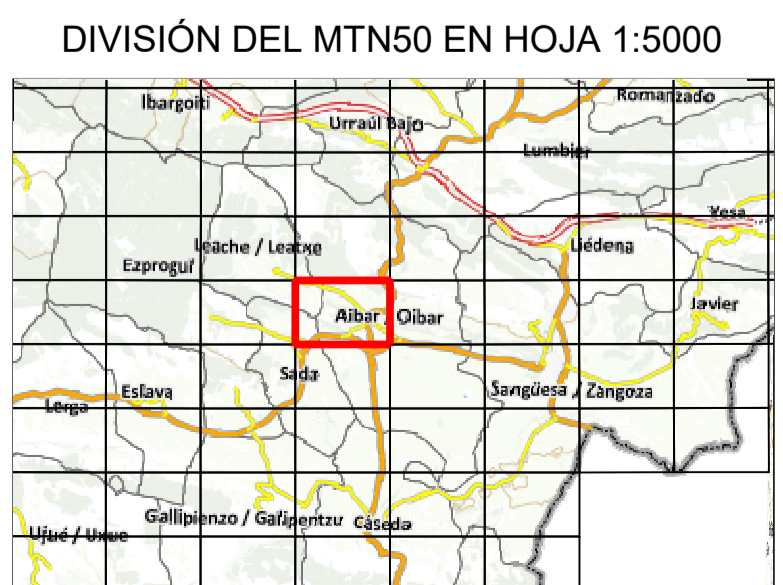 DIVISIÓN DEL MTN50 EN HOJA 1:5000
Romanzado
Ibargoiti
Urraúl Bajo
Lumbier
Yesa
Leache / Leatxe
Liédena
Ezprogui
Javier
Aibar / Oibar
Sada
Eslava
Sangüesa / Zangoza
Lerga
Gallipienzo / Galipentzu
Cáseda
Ujué / Uxue